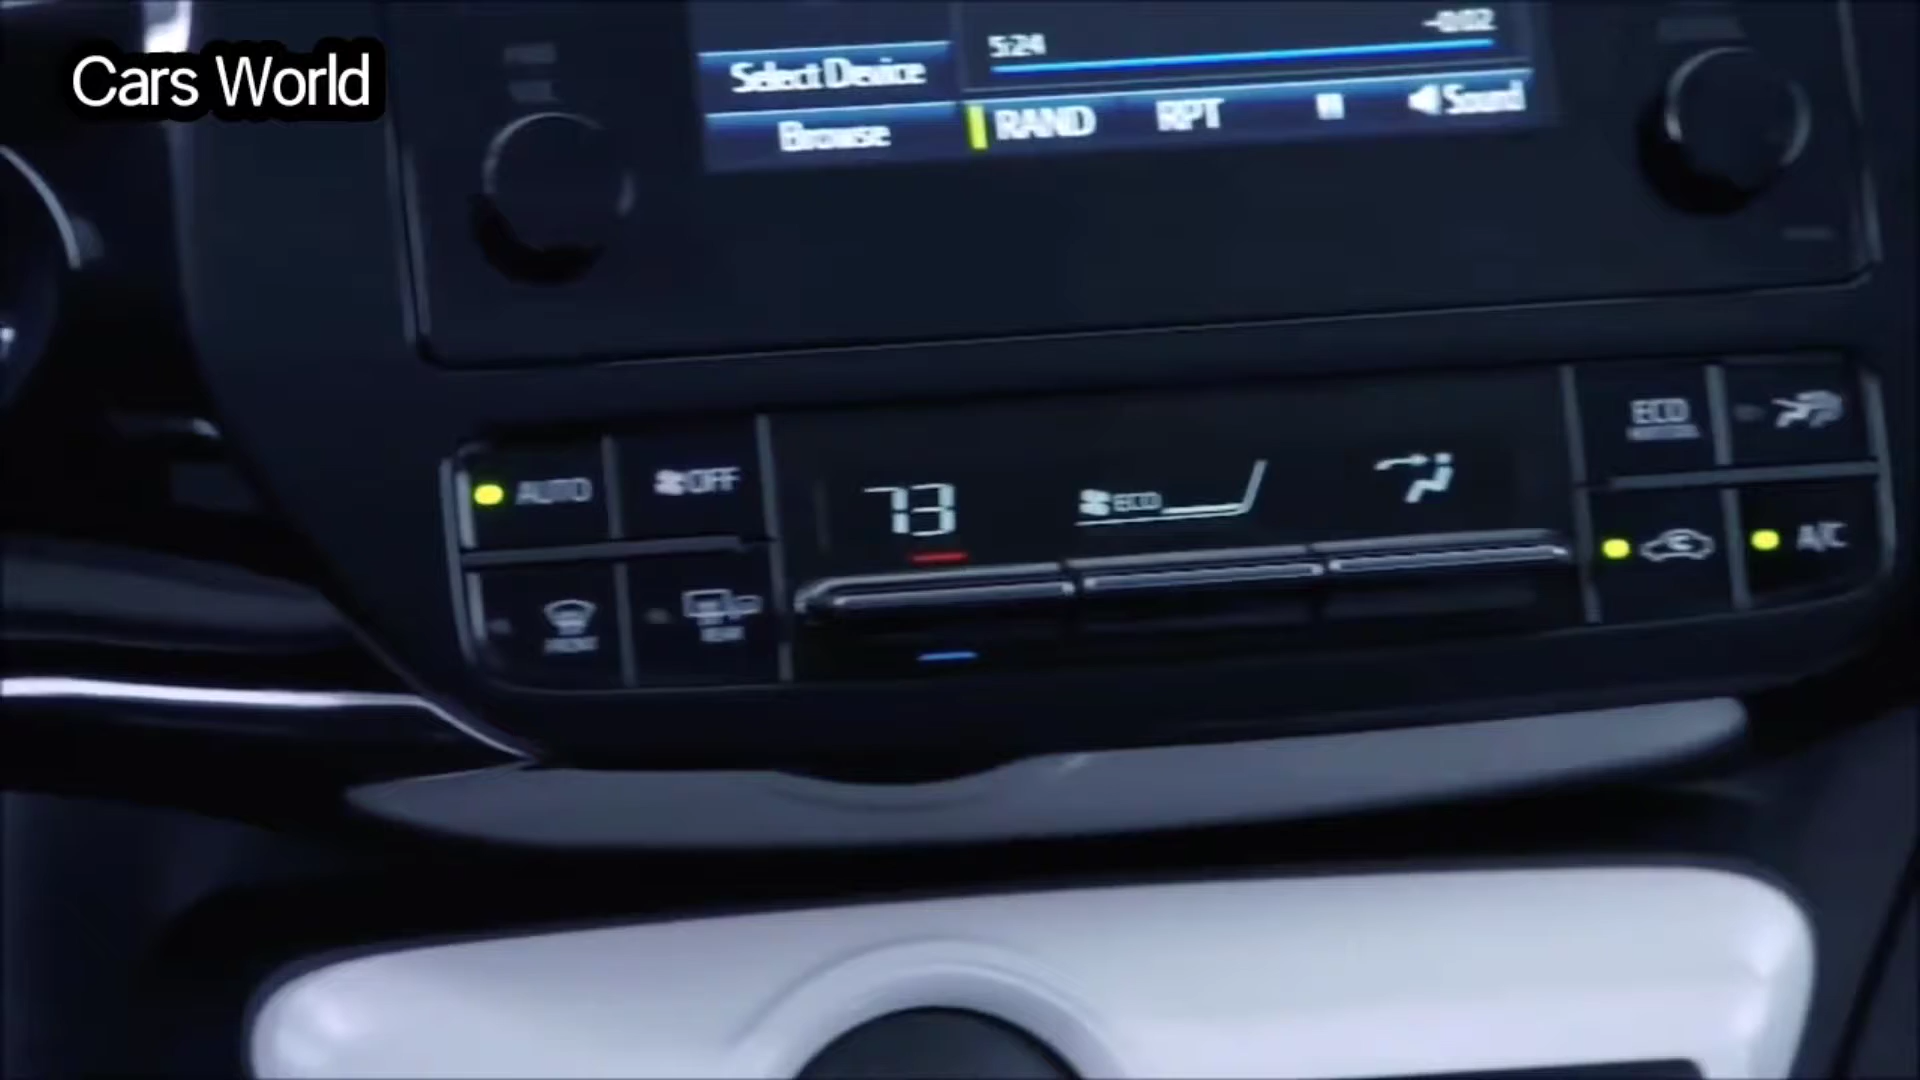 Cars World
5:24
-0:02
Select Device
Browse
RAND RPT Sound
AUTO
OFF
73
ECO
ECO
A/C